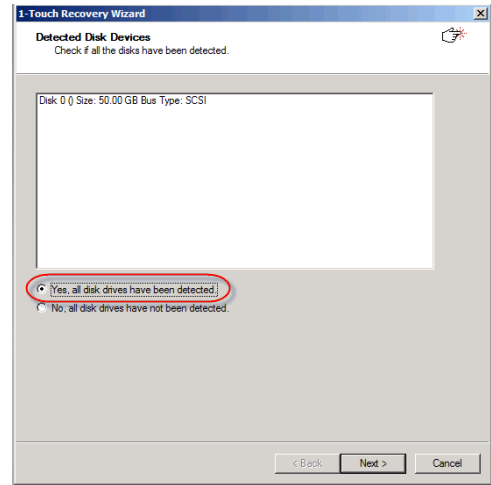 1-Touch Recovery Wizard
Detected Disk Devices
Check if all the disks have been detected.
Disk 0 () Size: 50.00 GB Bus Type: SCSI
Yes, all disk drives have been detected.
No, all disk drives have not been detected.
< Back Next > Cancel